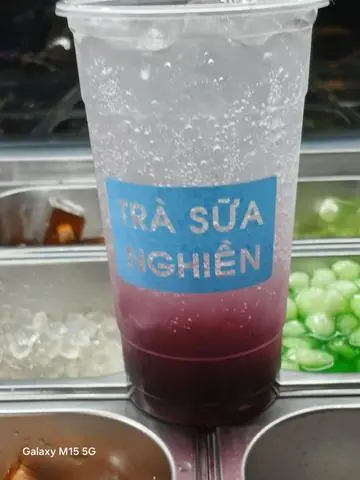 TRÀ SỮA
NGHIỀN
Galaxy M15 5G